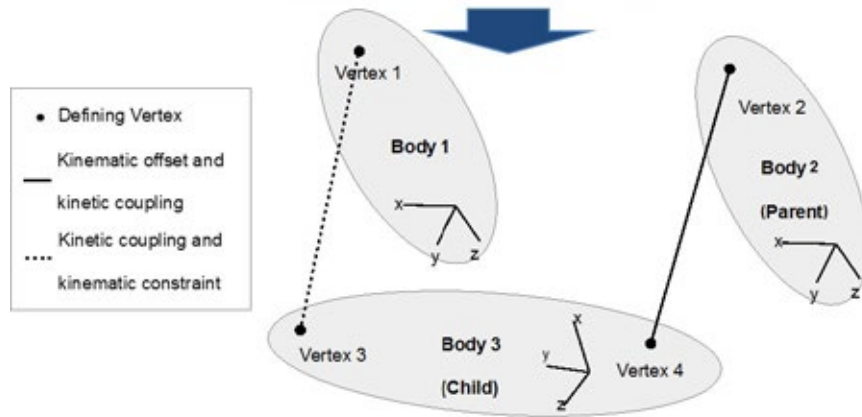 Vertex 1
Vertex 2
Defining Vertex
Kinematic offset and
kinetic coupling
Kinetic coupling and
kinematic constraint
Body 1
x
y
z
Body 2
(Parent)
x
y
z
Vertex 3
Body 3
(Child)
x
y
z
Vertex 4